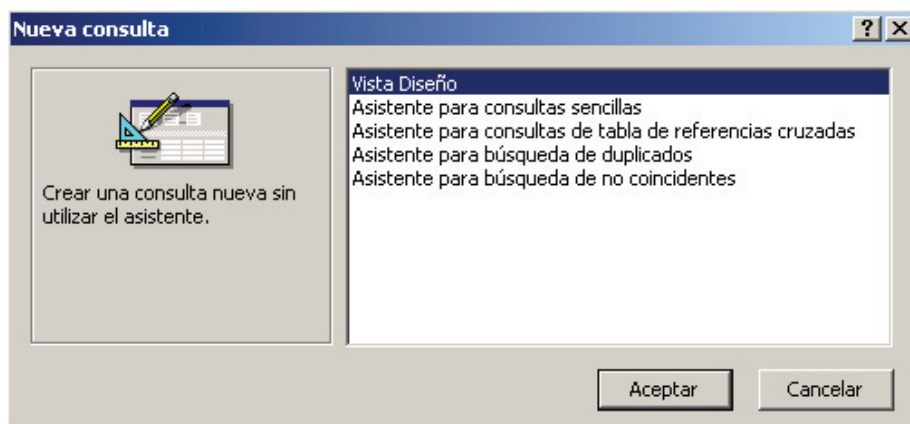 Nueva consulta
Crear una consulta nueva sin
utilizar el asistente.
Vista Diseño
Asistente para consultas sencillas
Asistente para consultas de tabla de referencias cruzadas
Asistente para búsqueda de duplicados
Asistente para búsqueda de no coincidentes
Aceptar
Cancelar